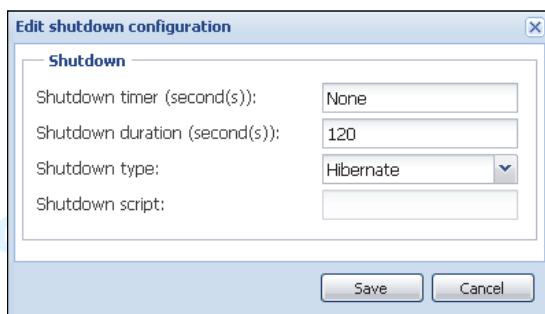 Edit shutdown configuration
Shutdown
Shutdown timer (second(s)): None
Shutdown duration (second(s)): 120
Shutdown type: Hibernate
Shutdown script:
Save Cancel